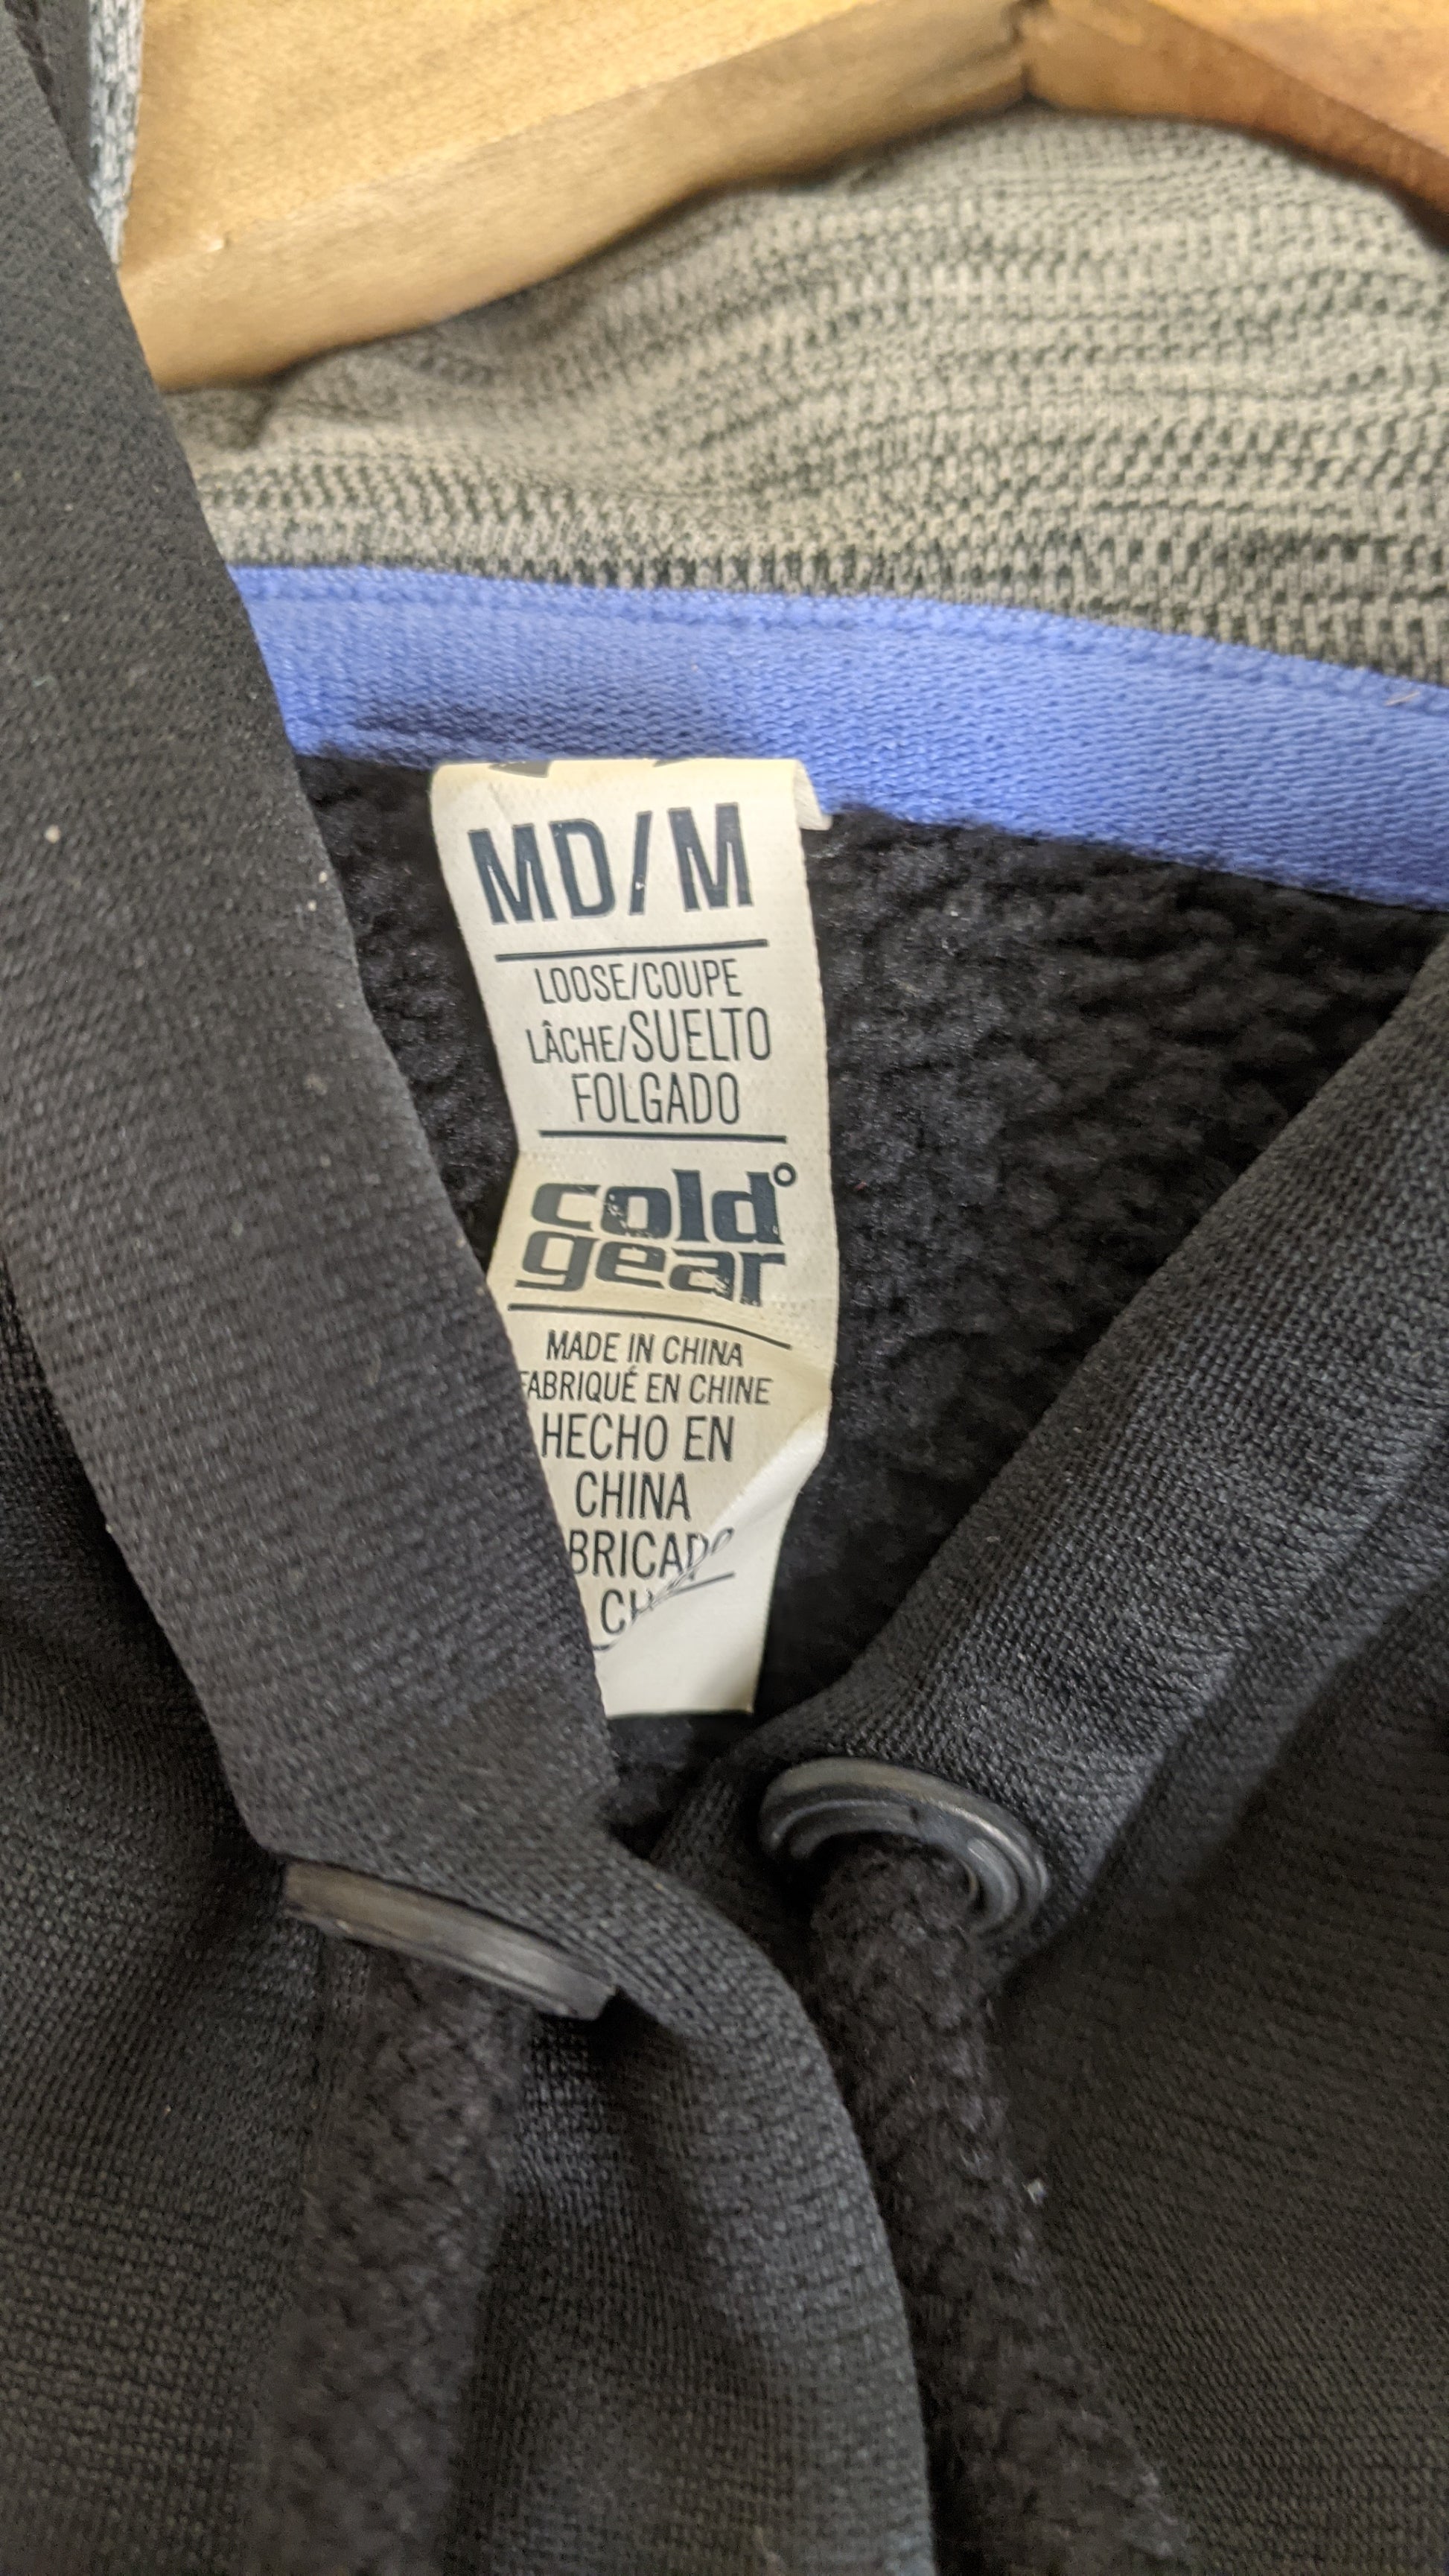 MD/M
LOOSE/COUPE
LÂCHE/SUELTO
FOLGADO
cold°
gear
MADE IN CHINA
FABRIQUÉ EN CHINE
HECHO EN
CHINA